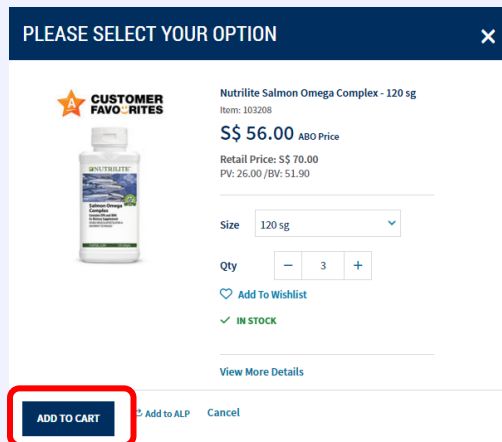 PLEASE SELECT YOUR OPTION
CUSTOMER
FAVOURITES
NUTRILITE
Salmon Omega
Complex
Nutrilite Salmon Omega Complex - 120 sg
Item: 103208
S$ 56.00 ABO Price
Retail Price: S$ 70.00
PV: 26.00 /BV: 51.90
Size 120 sg
Qty − 3 +
Add To Wishlist
IN STOCK
View More Details
ADD TO CART Add to ALP Cancel